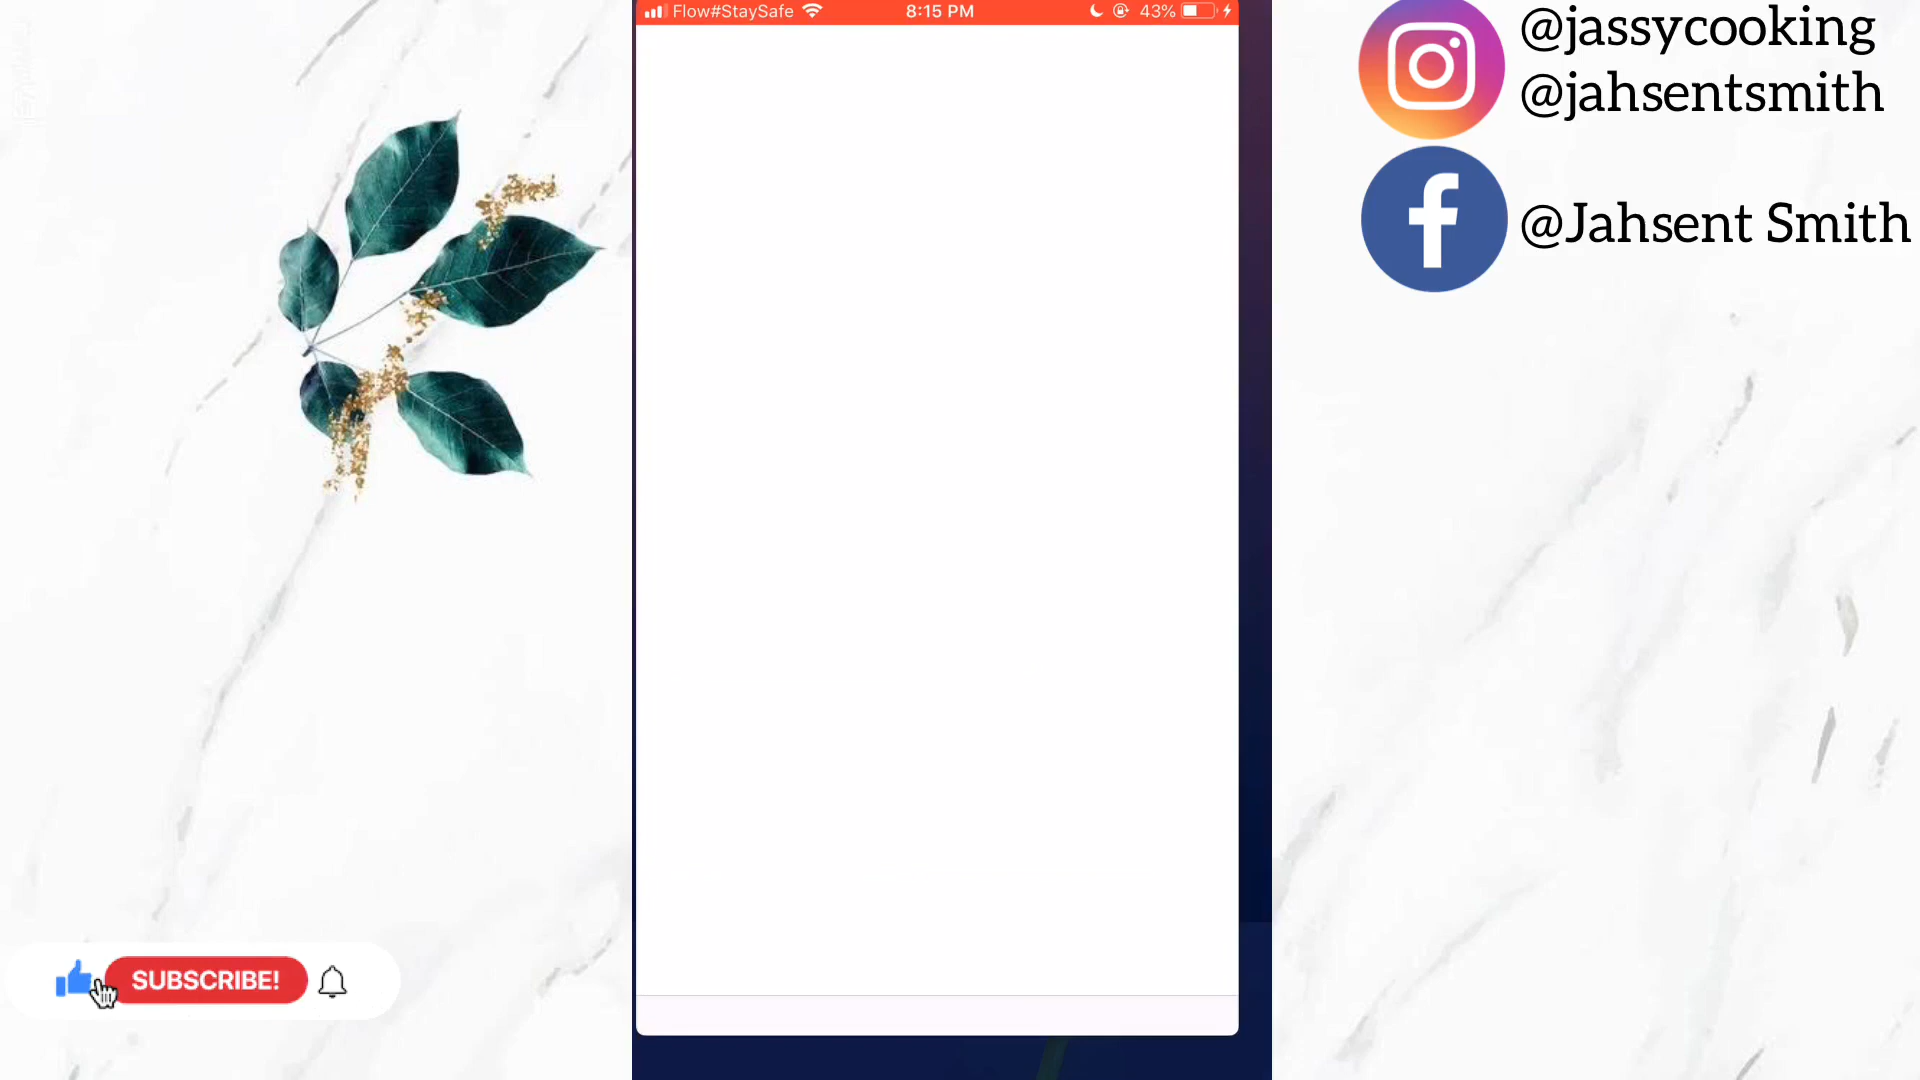 Flow#StaySafe 8:15 PM 43%
@jassycooking
@jahsentsmith
@Jahsent Smith
SUBSCRIBE!